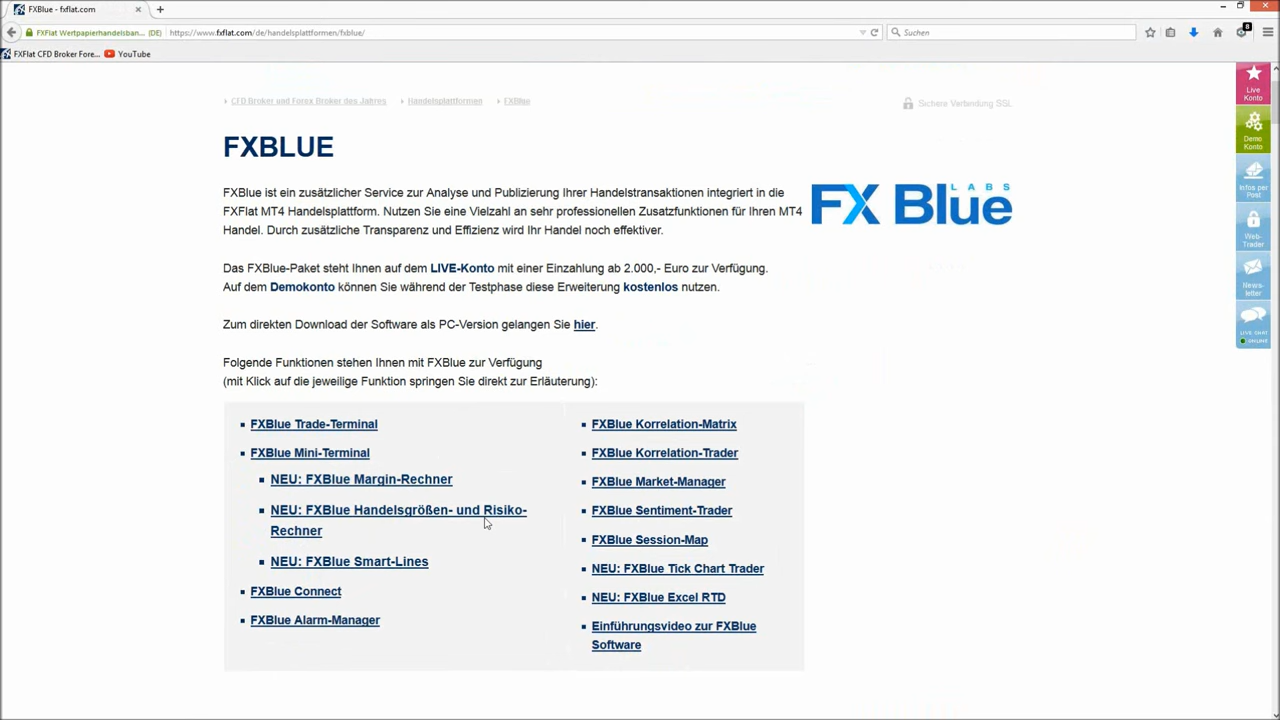 FXBlue - fxflat.com
FXFlat Wertpapierhandelsban... (DE)
https://www.fxflat.com/de/handelsplattformen/fxblue/
Suchen
8
FXFlat CFD Broker Fore...
YouTube
CFD Broker und Forex Broker des Jahres
Handelsplattformen
FXBlue
Sichere Verbindung SSL
FXBLUE
FXBlue ist ein zusätzlicher Service zur Analyse und Publizierung Ihrer Handelstransaktionen integriert in die
FXFlat MT4 Handelsplattform. Nutzen Sie eine Vielzahl an sehr professionellen Zusatzfunktionen für Ihren MT4
Handel. Durch zusätzliche Transparenz und Effizienz wird Ihr Handel noch effektiver.
FX Blue LABS
Das FXBlue-Paket steht Ihnen auf dem LIVE-Konto mit einer Einzahlung ab 2.000,- Euro zur Verfügung.
Auf dem Demokonto können Sie während der Testphase diese Erweiterung kostenlos nutzen.
Zum direkten Download der Software als PC-Version gelangen Sie hier.
Folgende Funktionen stehen Ihnen mit FXBlue zur Verfügung
(mit Klick auf die jeweilige Funktion springen Sie direkt zur Erläuterung):
FXBlue Trade-Terminal
FXBlue Mini-Terminal
NEU: FXBlue Margin-Rechner
NEU: FXBlue Handelsgrößen- und Risiko-
Rechner
NEU: FXBlue Smart-Lines
FXBlue Connect
FXBlue Alarm-Manager
FXBlue Korrelation-Matrix
FXBlue Korrelation-Trader
FXBlue Market-Manager
FXBlue Sentiment-Trader
FXBlue Session-Map
NEU: FXBlue Tick Chart Trader
NEU: FXBlue Excel RTD
Einführungsvideo zur FXBlue
Software
Live
Konto
Demo
Konto
Infos per
Post
Web-
Trader
News-
letter
LIVE-CHAT
ONLINE